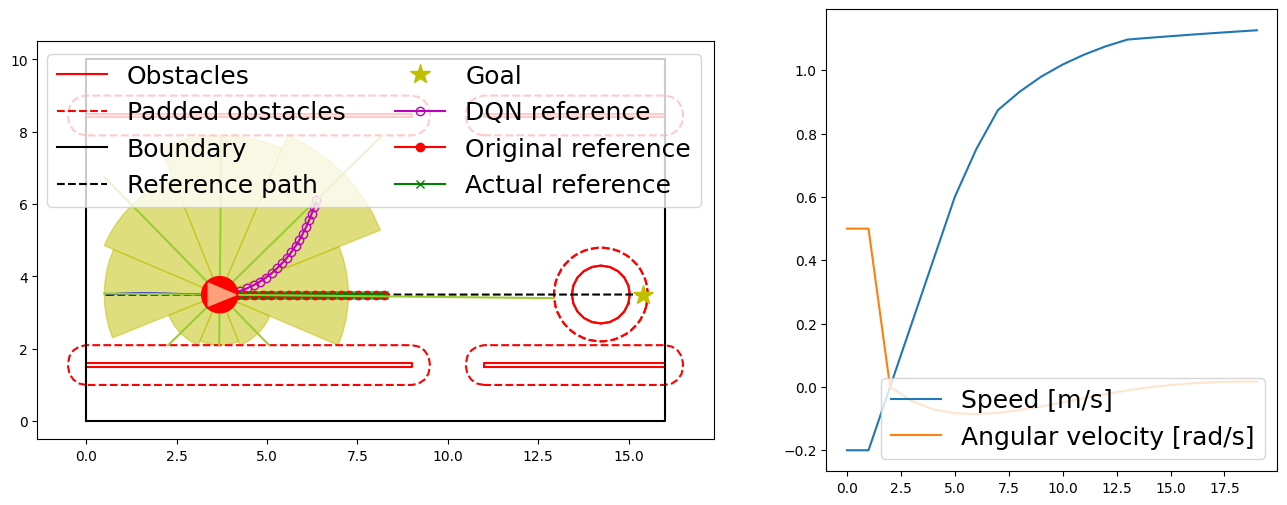 10
8
6
4
2
0
0.0 2.5 5.0 7.5 10.0 12.5 15.0
Obstacles
Padded obstacles
Boundary
Reference path
Goal
DQN reference
Original reference
Actual reference
1.0
0.8
0.6
0.4
0.2
0.0
−0.2
0.0 2.5 5.0 7.5 10.0 12.5 15.0 17.5
Speed [m/s]
Angular velocity [rad/s]